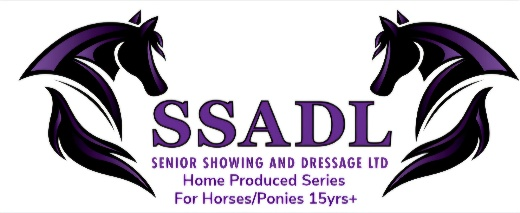 SSADL
SENIOR SHOWING AND DRESSAGE LTD
Home Produced Series
For Horses/Ponies 15yrs+